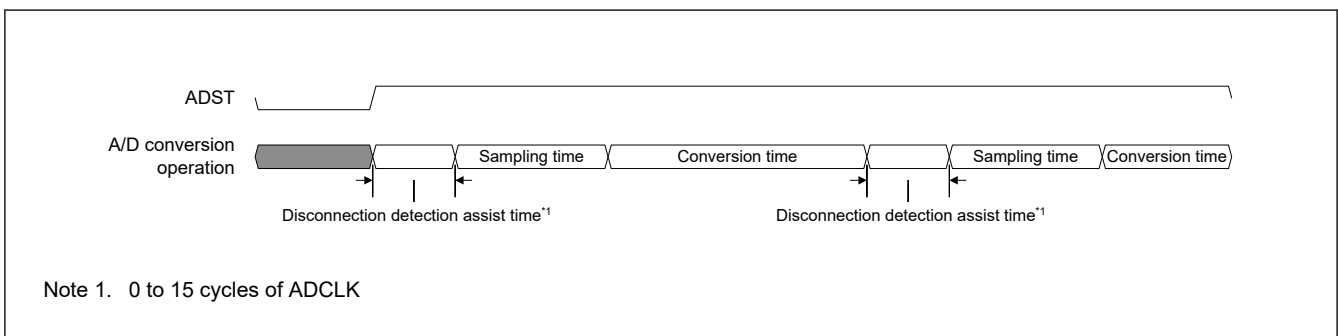 ADST
A/D conversion
operation
Sampling time
Conversion time
Sampling time
Conversion time
Disconnection detection assist time*1
Disconnection detection assist time*1
Note 1. 0 to 15 cycles of ADCLK